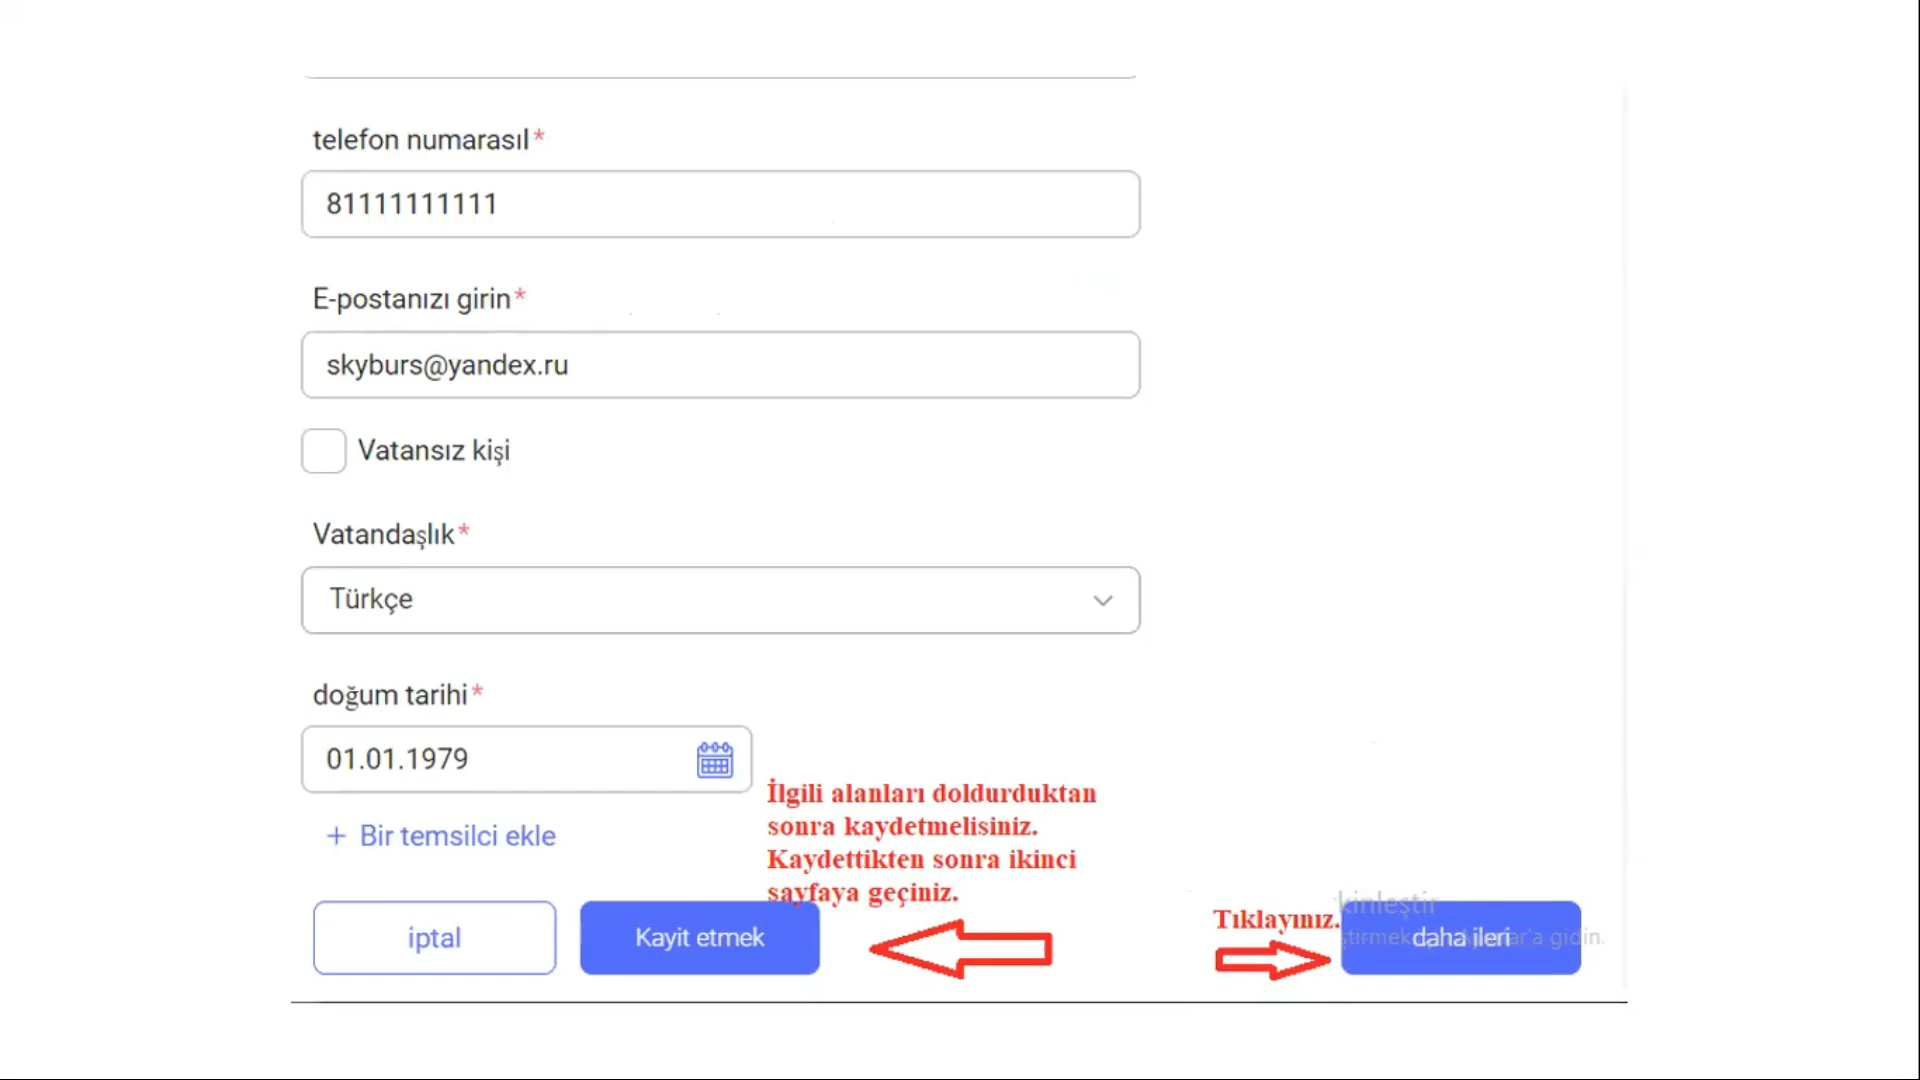 telefon numarasıl*
81111111111
E-postanızı girin*
skyburs@yandex.ru
Vatansız kişi
Vatandaşlık*
Türkçe
doğum tarihi*
01.01.1979
+ Bir temsilci ekle
İlgili alanları doldurduktan
sonra kaydetmelisiniz.
Kaydettikten sonra ikinci
sayfaya geçiniz.
iptal
Kayit etmek
Tıklayınız.
daha ileri
gidin.